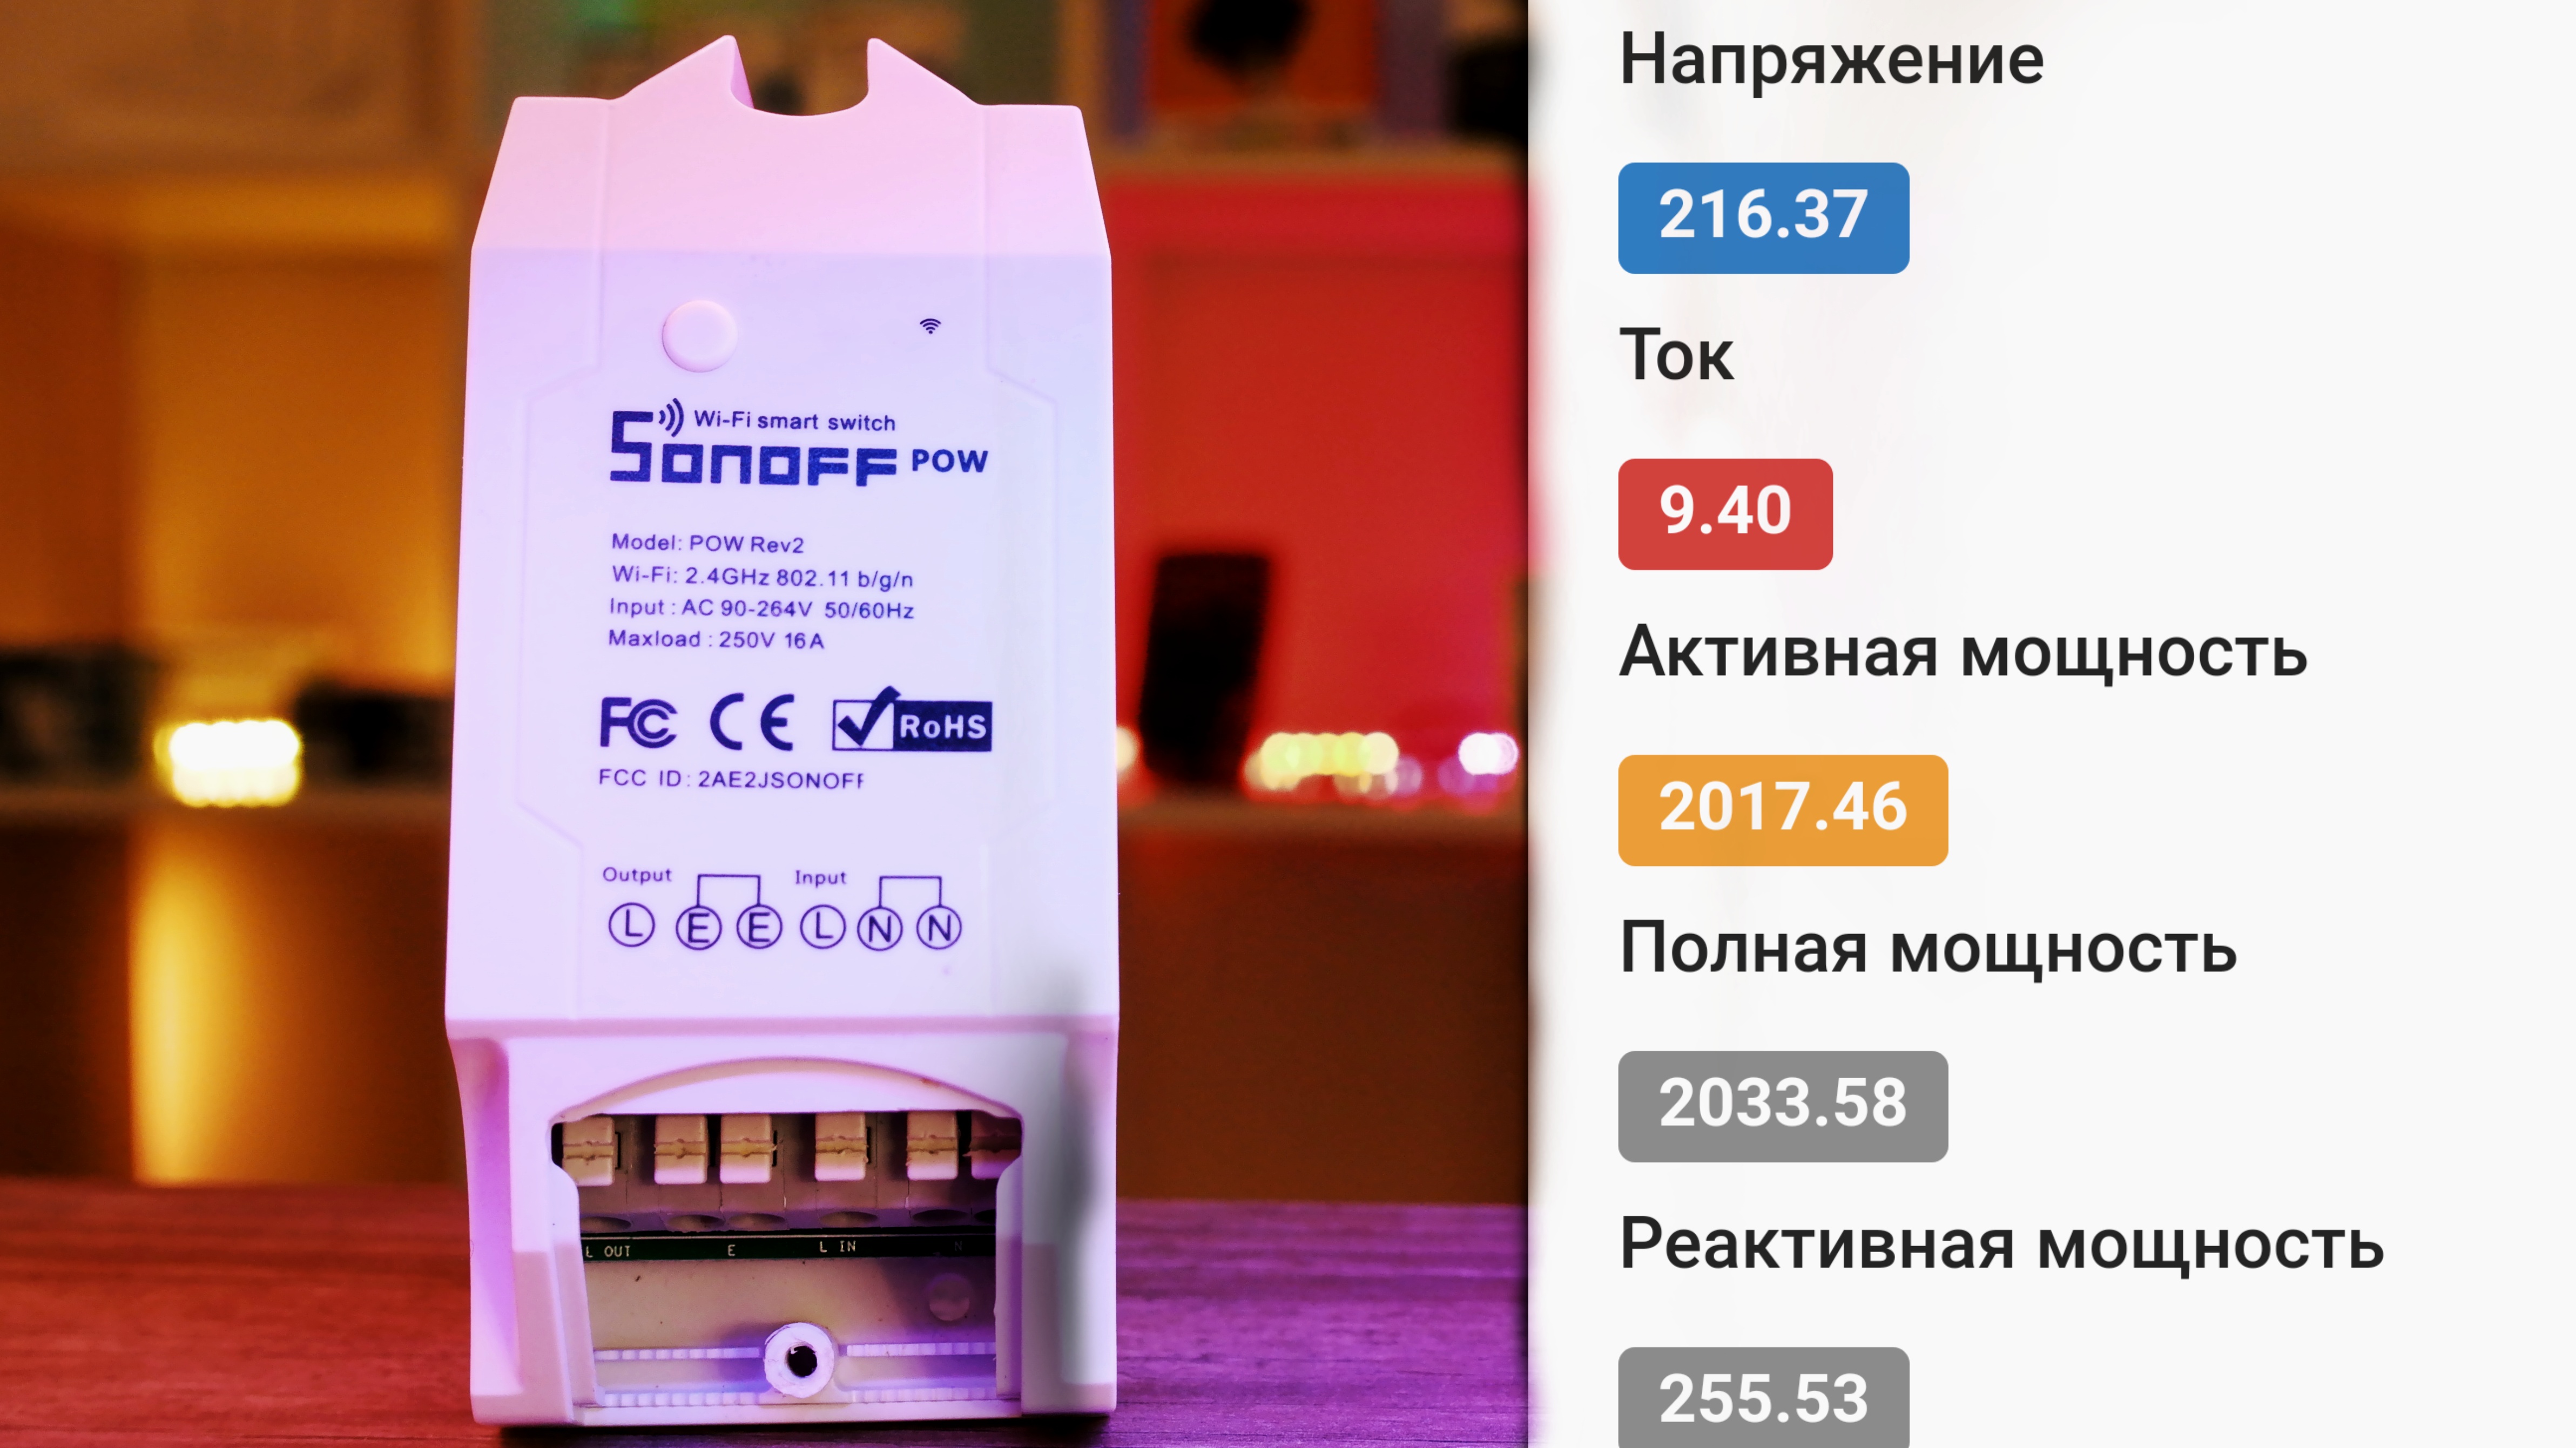 Wi-Fi smart switch
SONOFF POW
Model: POW Rev2
Wi-Fi: 2.4GHz 802.11 b/g/n
Input : AC 90-264V 50/60Hz
Maxload : 250V 16A
FC CE RoHS
FCC ID: 2AE2JSONOFF
Output Input
L E E L N N
L OUT E L IN N
Напряжение
216.37
Ток
9.40
Активная мощность
2017.46
Полная мощность
2033.58
Реактивная мощность
255.53